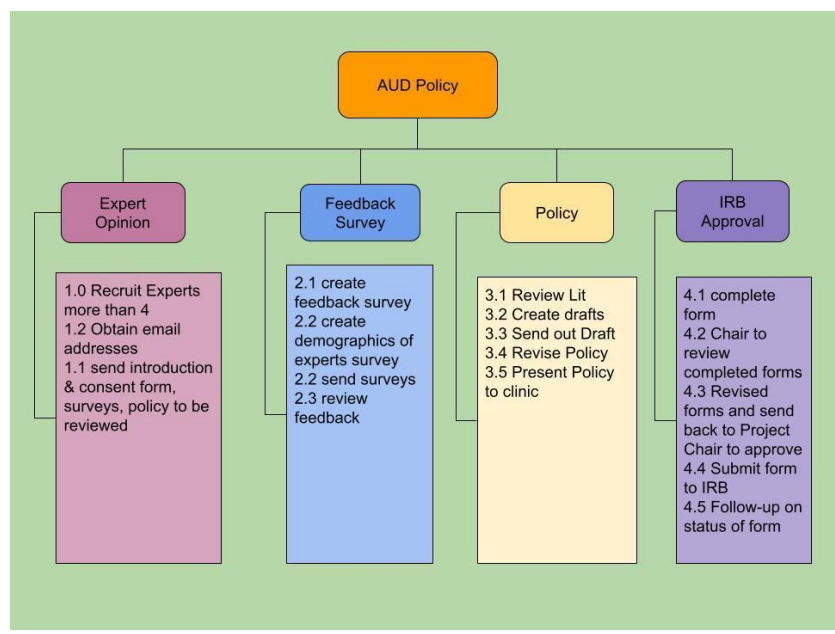 AUD Policy
Expert
Opinion
Feedback
Survey
Policy
IRB
Approval
1.0 Recruit Experts
more than 4
1.2 Obtain email
addresses
1.1 send introduction
& consent form,
surveys, policy to be
reviewed
2.1 create
feedback survey
2.2 create
demographics of
experts survey
2.2 send surveys
2.3 review
feedback
3.1 Review Lit
3.2 Create drafts
3.3 Send out Draft
3.4 Revise Policy
3.5 Present Policy
to clinic
4.1 complete
form
4.2 Chair to
review
completed forms
4.3 Revised
forms and send
back to Project
Chair to approve
4.4 Submit form
to IRB
4.5 Follow-up on
status of form